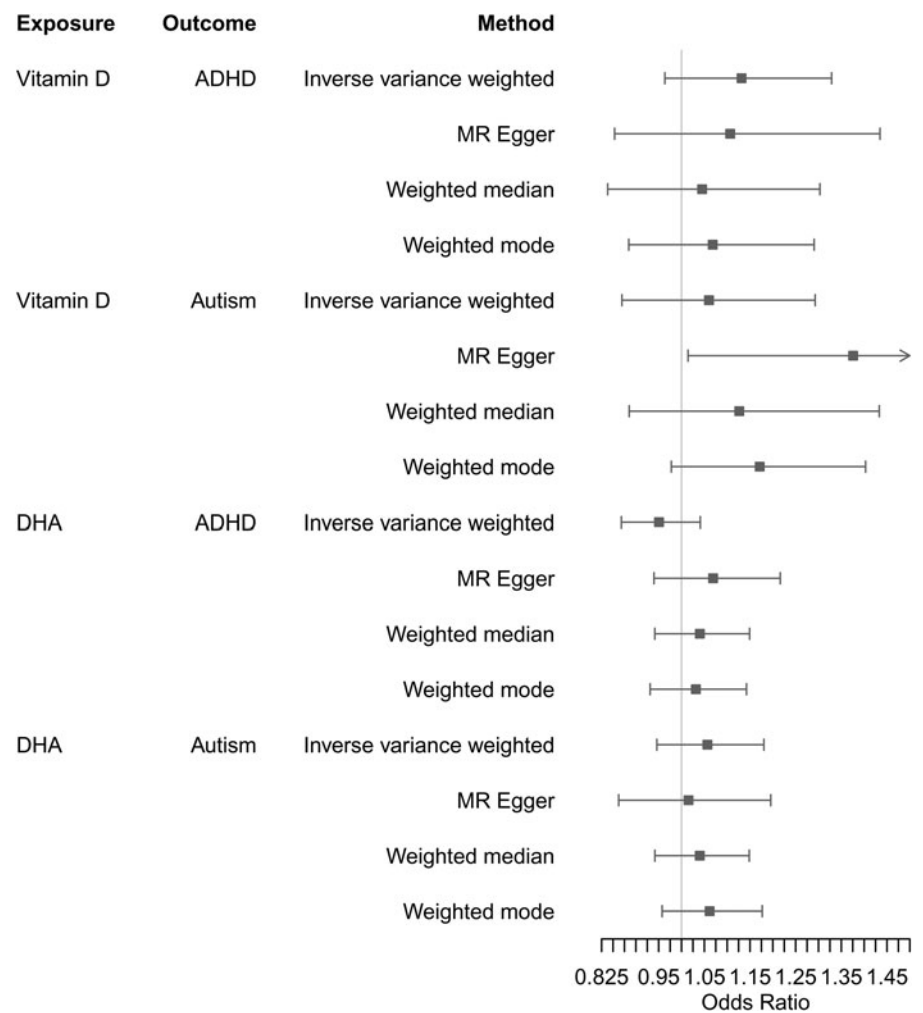 Exposure Outcome Method
Vitamin D ADHD Inverse variance weighted
MR Egger
Weighted median
Weighted mode
Vitamin D Autism Inverse variance weighted
MR Egger
Weighted median
Weighted mode
DHA ADHD Inverse variance weighted
MR Egger
Weighted median
Weighted mode
DHA Autism Inverse variance weighted
MR Egger
Weighted median
Weighted mode
0.825 0.95 1.05 1.15 1.25 1.35 1.45
Odds Ratio